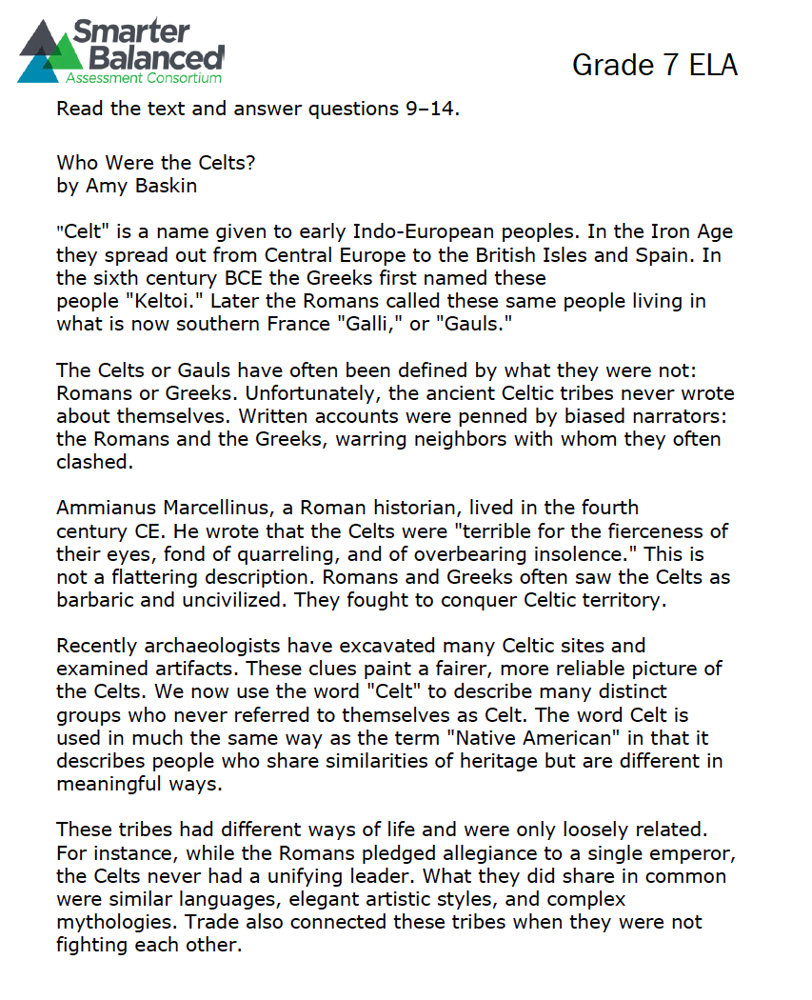 Smarter
Balanced
Assessment Consortium
Grade 7 ELA
Read the text and answer questions 9–14.
Who Were the Celts?
by Amy Baskin
"Celt" is a name given to early Indo-European peoples. In the Iron Age
they spread out from Central Europe to the British Isles and Spain. In
the sixth century BCE the Greeks first named these
people "Keltoi." Later the Romans called these same people living in
what is now southern France "Galli," or "Gauls."
The Celts or Gauls have often been defined by what they were not:
Romans or Greeks. Unfortunately, the ancient Celtic tribes never wrote
about themselves. Written accounts were penned by biased narrators:
the Romans and the Greeks, warring neighbors with whom they often
clashed.
Ammianus Marcellinus, a Roman historian, lived in the fourth
century CE. He wrote that the Celts were "terrible for the fierceness of
their eyes, fond of quarreling, and of overbearing insolence." This is
not a flattering description. Romans and Greeks often saw the Celts as
barbaric and uncivilized. They fought to conquer Celtic territory.
Recently archaeologists have excavated many Celtic sites and
examined artifacts. These clues paint a fairer, more reliable picture of
the Celts. We now use the word "Celt" to describe many distinct
groups who never referred to themselves as Celt. The word Celt is
used in much the same way as the term "Native American" in that it
describes people who share similarities of heritage but are different in
meaningful ways.
These tribes had different ways of life and were only loosely related.
For instance, while the Romans pledged allegiance to a single emperor,
the Celts never had a unifying leader. What they did share in common
were similar languages, elegant artistic styles, and complex
mythologies. Trade also connected these tribes when they were not
fighting each other.